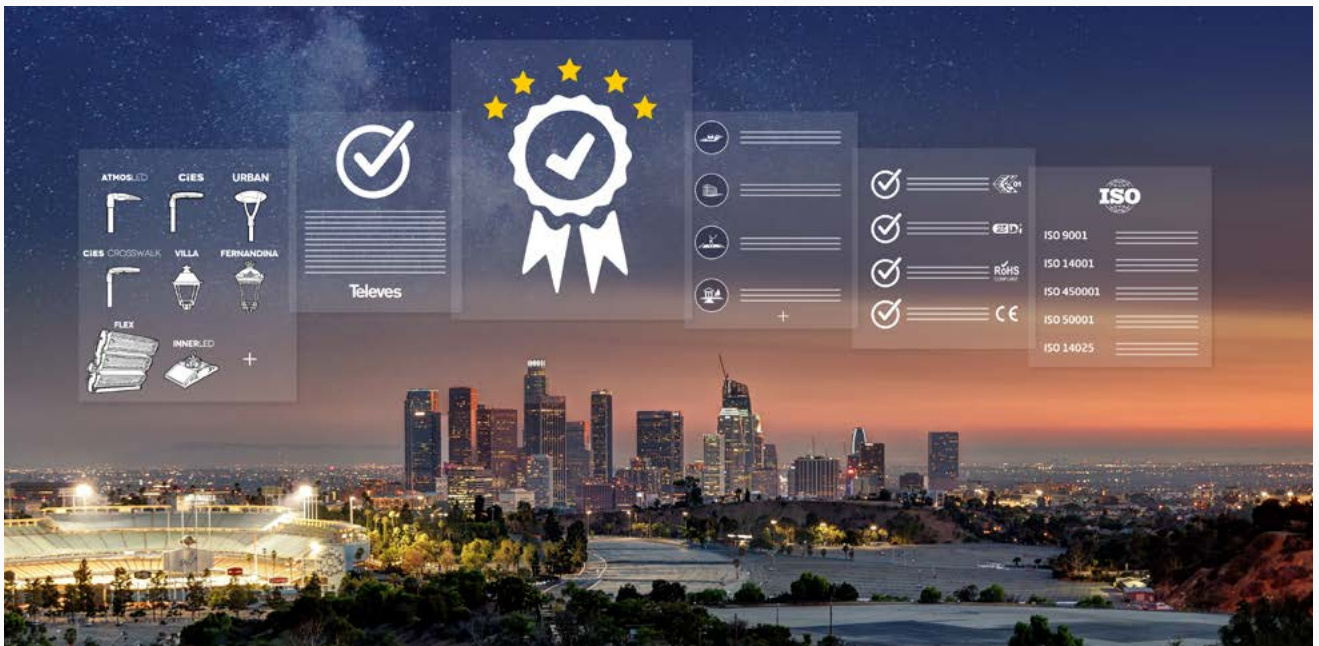 ATMOSLED CiES URBAN
CiES CROSSWALK VILLA FERNANDINA
FLEX
INNERLED
+
Televes
+
01
RoHS
COMPLIANT
CE
ISO
ISO 9001
ISO 14001
ISO 450001
ISO 50001
ISO 14025